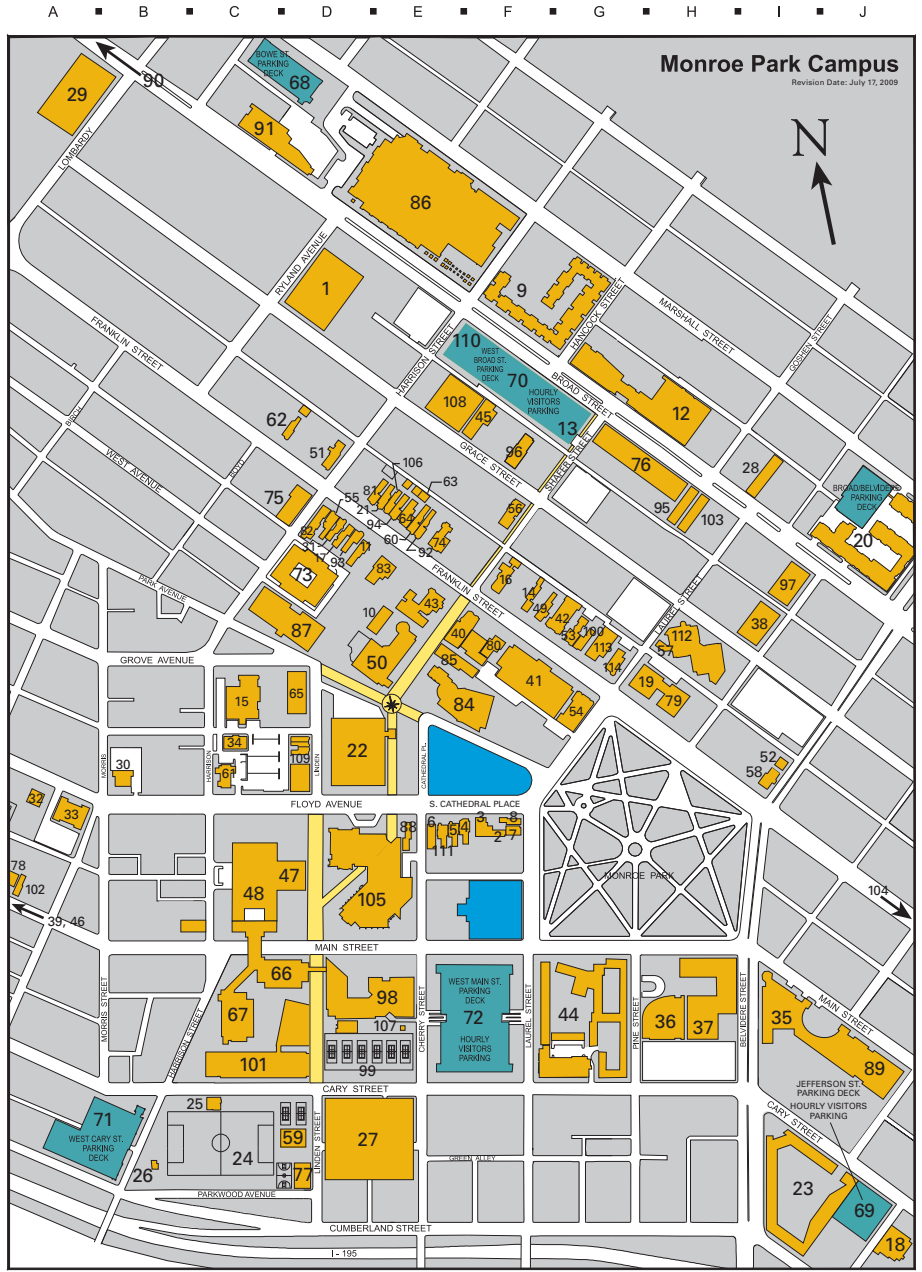 A B C D E F G H I J
Monroe Park Campus
Revision Date: July 17, 2009
N
BOWE ST.
PARKING
DECK
68
90
29
91
LOMBARDY
86
RYLAND AVENUE
1
9
HANCOCK STREET
MARSHALL STREET
GOSHEN STREET
FRANKLIN
STREET
HARRISON STREET
110
WEST
BROAD ST.
PARKING
DECK
70
HOURLY
VISITORS
PARKING
13
BROAD STREET
12
108
45
62
51
GRACE STREET
96
SHAFER STREET
76
28
BROAD/BELVIDERE
PARKING
DECK
20
BIRCH
WEST AVENUE
BOYD
75
106
63
81
55
21
94
64
60
92
74
56
95
103
82
31
17
93
11
83
73
FRANKLIN STREET
16
14
49
42
53
100
113
114
LAUREL STREET
112
57
97
38
PARK AVENUE
87
10
43
50
40
80
85
41
54
84
19
79
GROVE AVENUE
15
65
34
109
61
MORRIS
HARRISON
LINDEN
30
22
CATHEDRAL PL.
52
58
32
33
FLOYD AVENUE
S. CATHEDRAL PLACE
88
6
5
4
3
8
2
7
111
78
102
39, 46
47
48
105
MONROE PARK
104
MAIN STREET
66
98
67
107
99
101
MORRIS STREET
HARRISON STREET
CHERRY STREET
WEST MAIN ST.
PARKING
DECK
72
HOURLY
VISITORS
PARKING
LAUREL STREET
44
PINE STREET
36
37
BELVIDERE STREET
35
MAIN STREET
89
CARY STREET
JEFFERSON ST.
PARKING DECK
HOURLY VISITORS
PARKING
CARY STREET
71
WEST CARY ST.
PARKING
DECK
25
24
26
59
77
LINDEN STREET
27
GREEN ALLEY
23
69
18
PARKWOOD AVENUE
CUMBERLAND STREET
I - 195